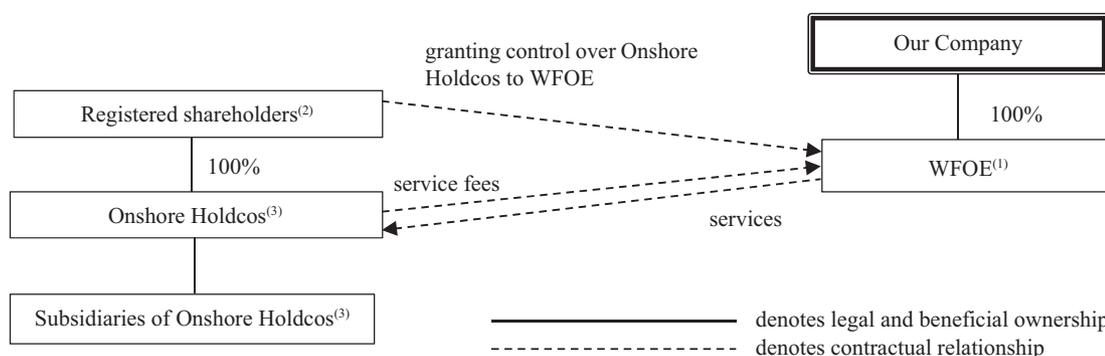 Our Company
granting control over Onshore
Holdcos to WFOE
Registered shareholders(2)
100%
100%
WFOE(1)
service fees
Onshore Holdcos(3)
services
Subsidiaries of Onshore Holdcos(3)
denotes legal and beneficial ownership
denotes contractual relationship